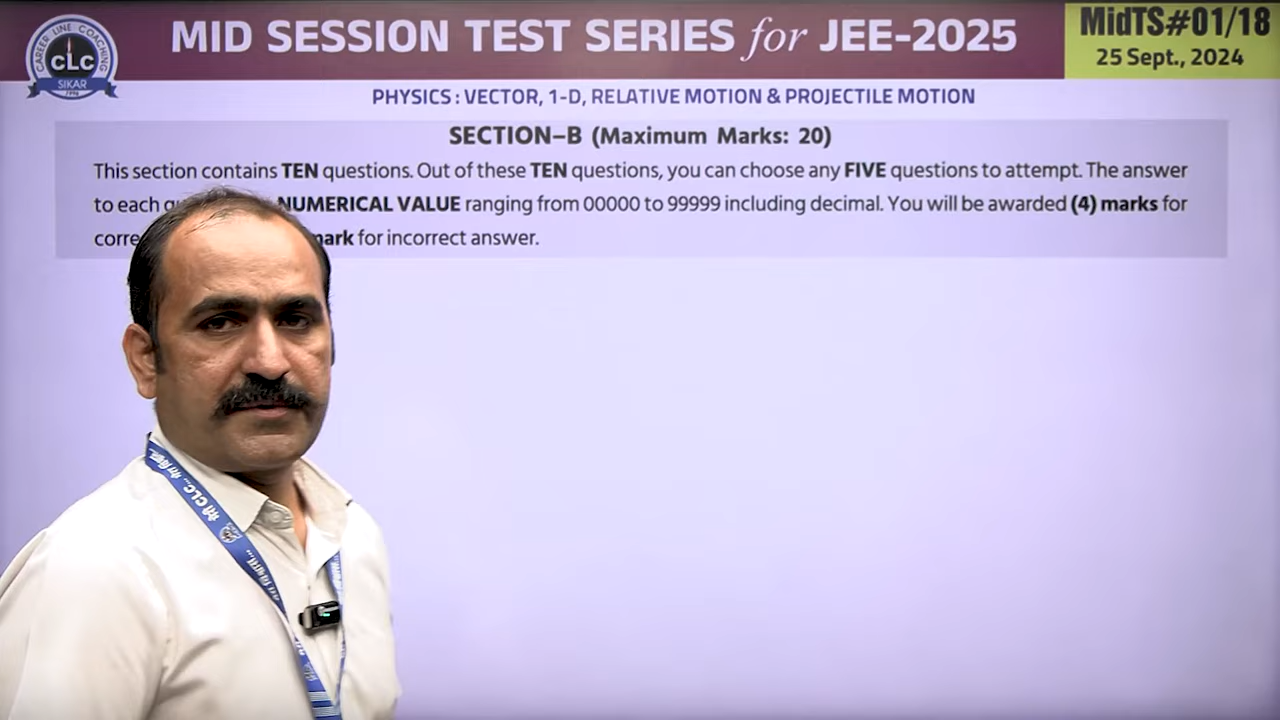 CAREER LINE COACHING
CLC
SIKAR
MID SESSION TEST SERIES for JEE-2025
MidTS#01/18
25 Sept., 2024
PHYSICS : VECTOR, 1-D, RELATIVE MOTION & PROJECTILE MOTION
SECTION–B (Maximum Marks: 20)
This section contains TEN questions. Out of these TEN questions, you can choose any FIVE questions to attempt. The answer
to each NUMERICAL VALUE ranging from 00000 to 99999 including decimal. You will be awarded (4) marks for
for incorrect answer.
CLC...